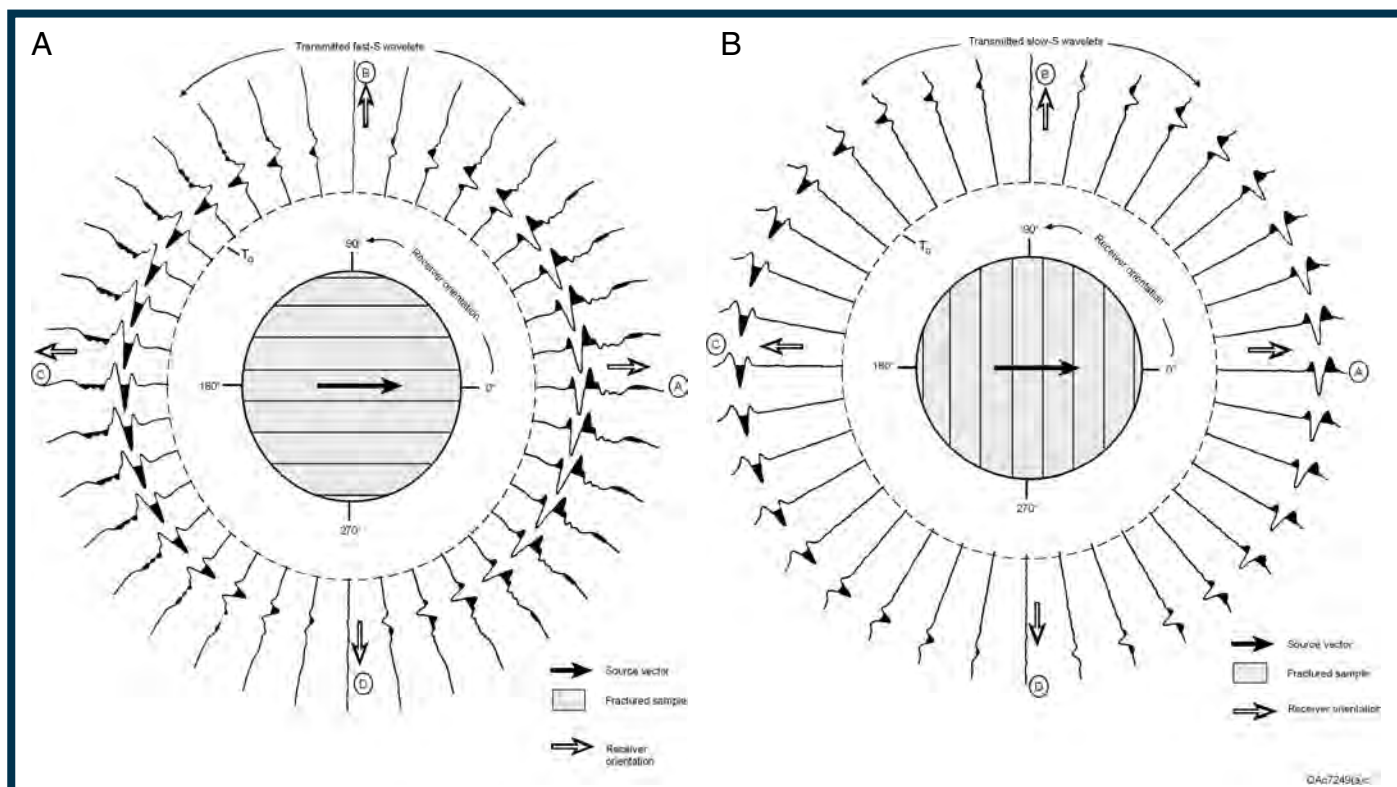 A
Transmitted fast-S wavelets
B
90°
Receiver orientation
T₀
C
180°
0°
A
270°
D
Source vector
Fractured sample
Receiver
orientation
B
Transmitted slow-S wavelets
B
90°
Receiver orientation
T₀
C
180°
0°
A
270°
D
Source vector
Fractured sample
Receiver orientation